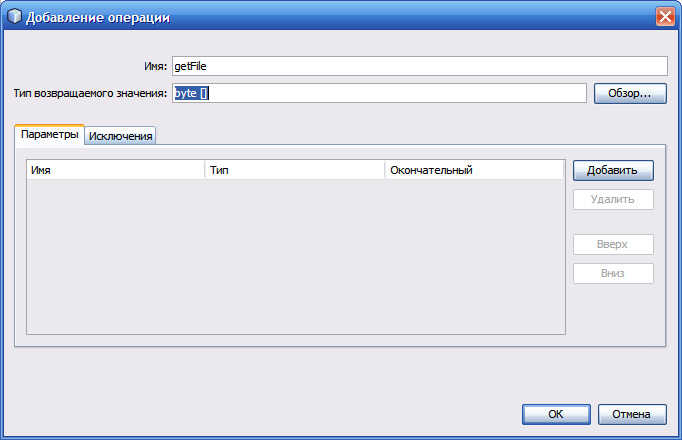 Добавление операции
Имя: getFile
Тип возвращаемого значения: byte [] Обзор...
Параметры Исключения
Имя Тип Окончательный
Добавить
Удалить
Вверх
Вниз
OK Отмена